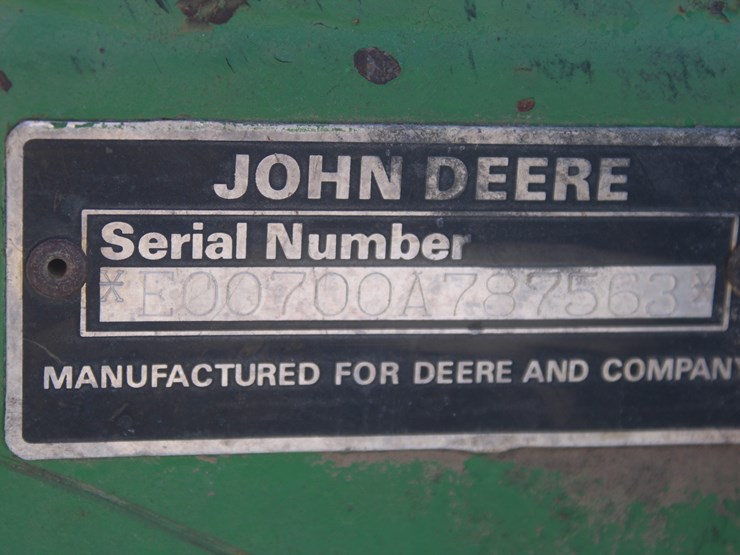 JOHN DEERE
Serial Number
*E00700A787563*
MANUFACTURED FOR DEERE AND COMPANY